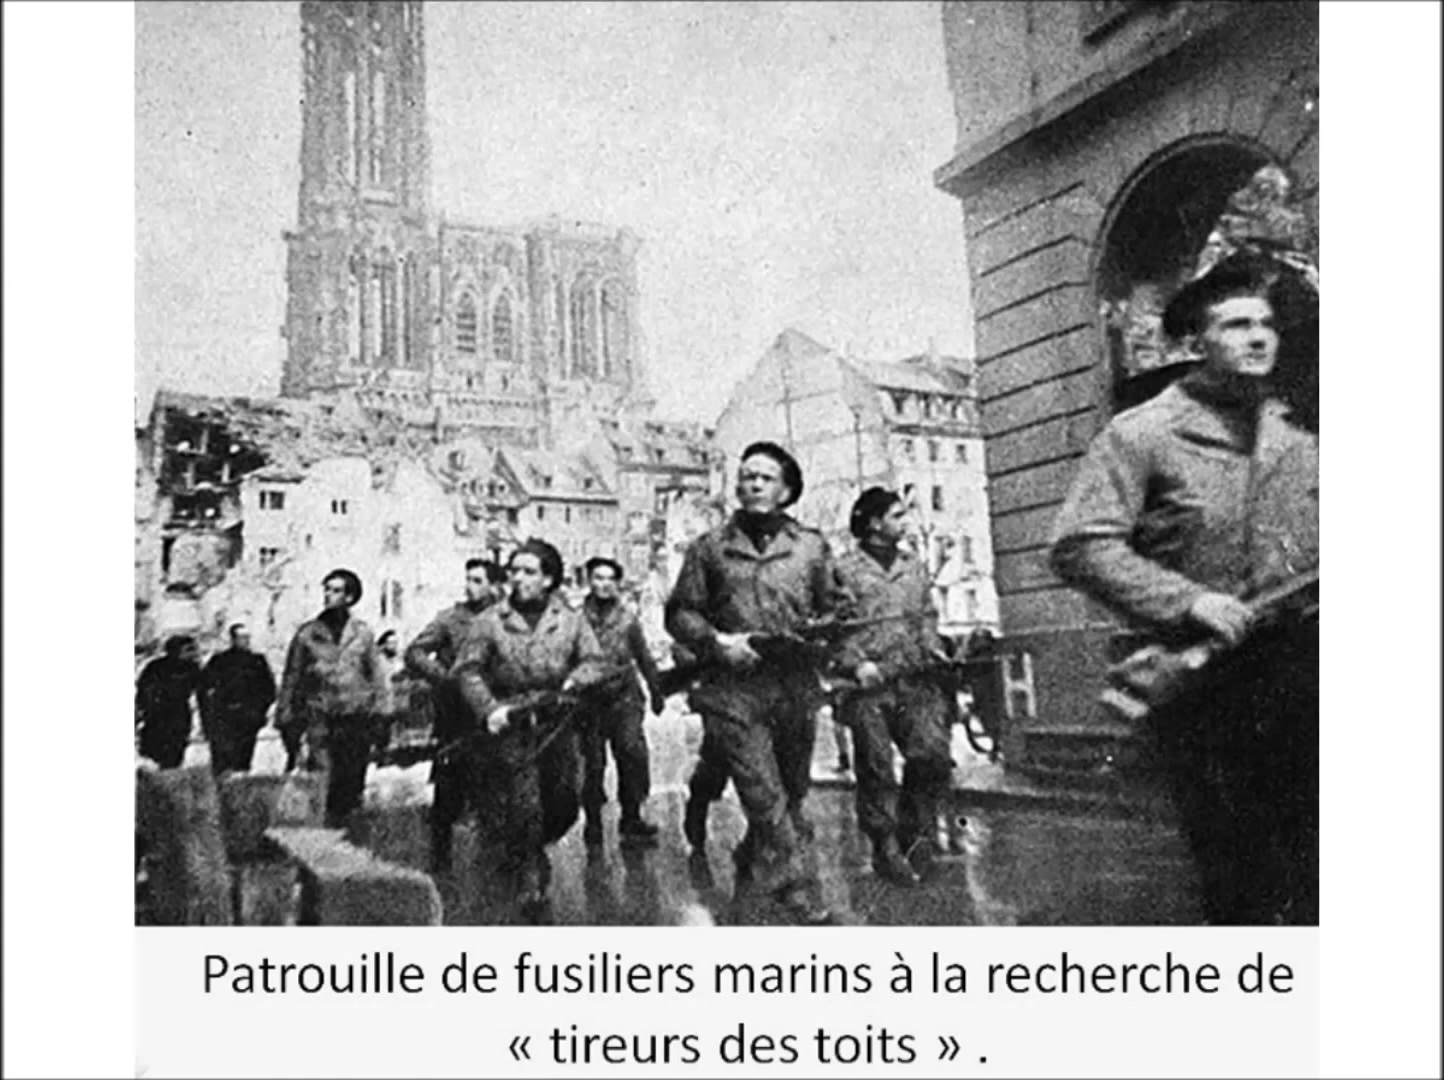 Patrouille de fusiliers marins à la recherche de
« tireurs des toits » .